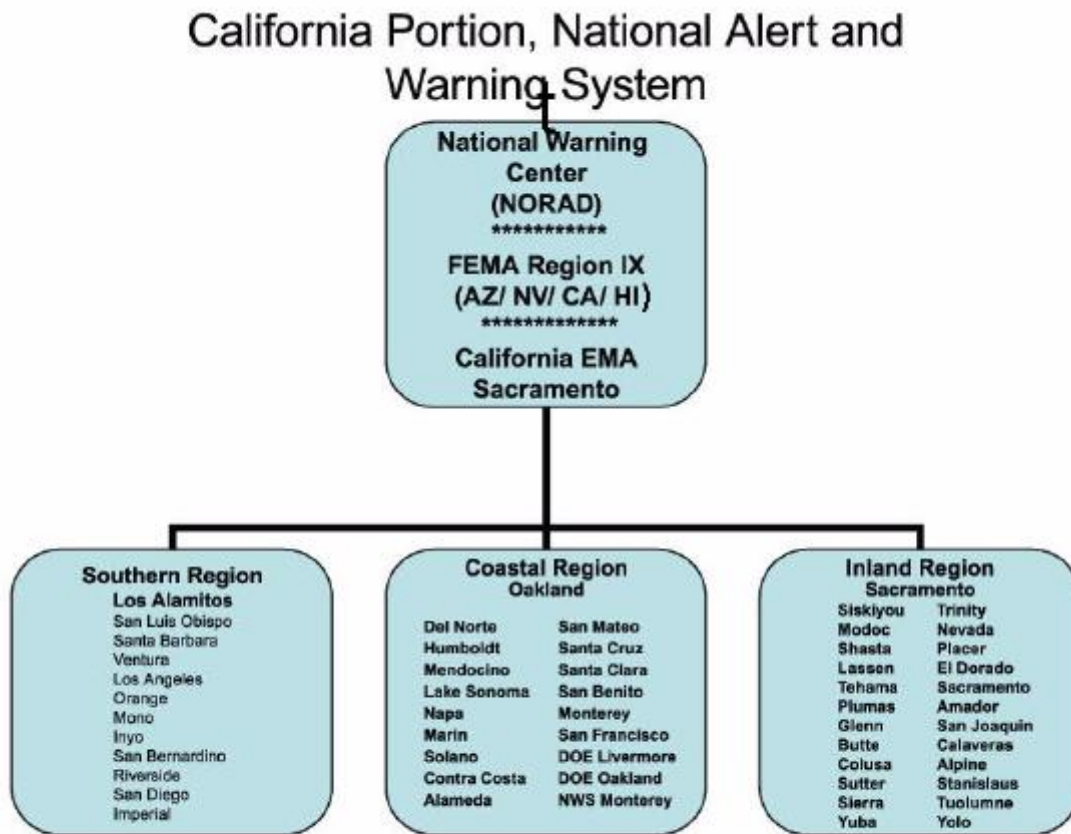 California Portion, National Alert and
Warning System
National Warning
Center
(NORAD)
***********
FEMA Region IX
(AZ/ NV/ CA/ HI)
*************
California EMA
Sacramento
Southern Region
Los Alamitos
San Luis Obispo
Santa Barbara
Ventura
Los Angeles
Orange
Mono
Inyo
San Bernardino
Riverside
San Diego
Imperial
Coastal Region
Oakland
Del Norte San Mateo
Humboldt Santa Cruz
Mendocino Santa Clara
Lake Sonoma San Benito
Napa Monterey
Marin San Francisco
Solano DOE Livermore
Contra Costa DOE Oakland
Alameda NWS Monterey
Inland Region
Sacramento
Siskiyou Trinity
Modoc Nevada
Shasta Placer
Lassen El Dorado
Tehama Sacramento
Plumas Amador
Glenn San Joaquin
Butte Calaveras
Colusa Alpine
Sutter Stanislaus
Sierra Tuolumne
Yuba Yolo